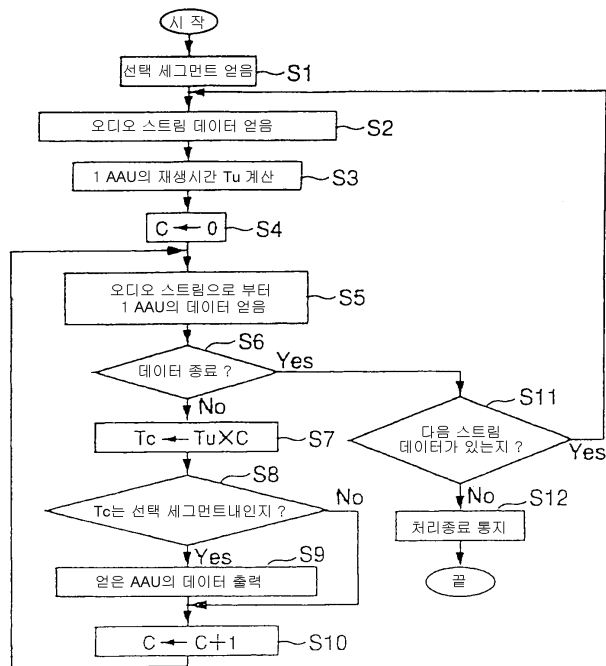 시 작
선택 세그먼트 얻음
S1
오디오 스트림 데이터 얻음
S2
1 AAU의 재생시간 Tu 계산
S3
C ← 0
S4
오디오 스트림으로 부터
1 AAU의 데이터 얻음
S5
S6
데이터 종료 ?
Yes
No
S11
다음 스트림
데이터가 있는지 ?
Yes
Tc ← Tu×C
S7
S8
Tc는 선택 세그먼트내인지 ?
No
Yes
No
S12
처리종료 통지
S9
얻은 AAU의 데이터 출력
끝
C ← C+1
S10